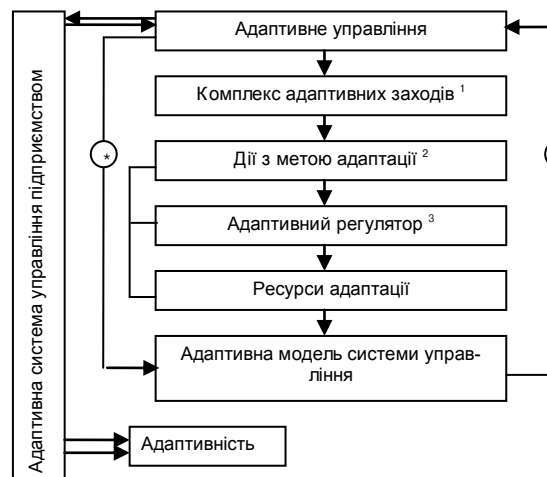 Адаптивна система управління підприємством
Адаптивне управління
Комплекс адаптивних заходів 1
Дії з метою адаптації 2
*
Адаптивний регулятор 3
Ресурси адаптації
Адаптивна модель системи управ-
ління
Адаптивність